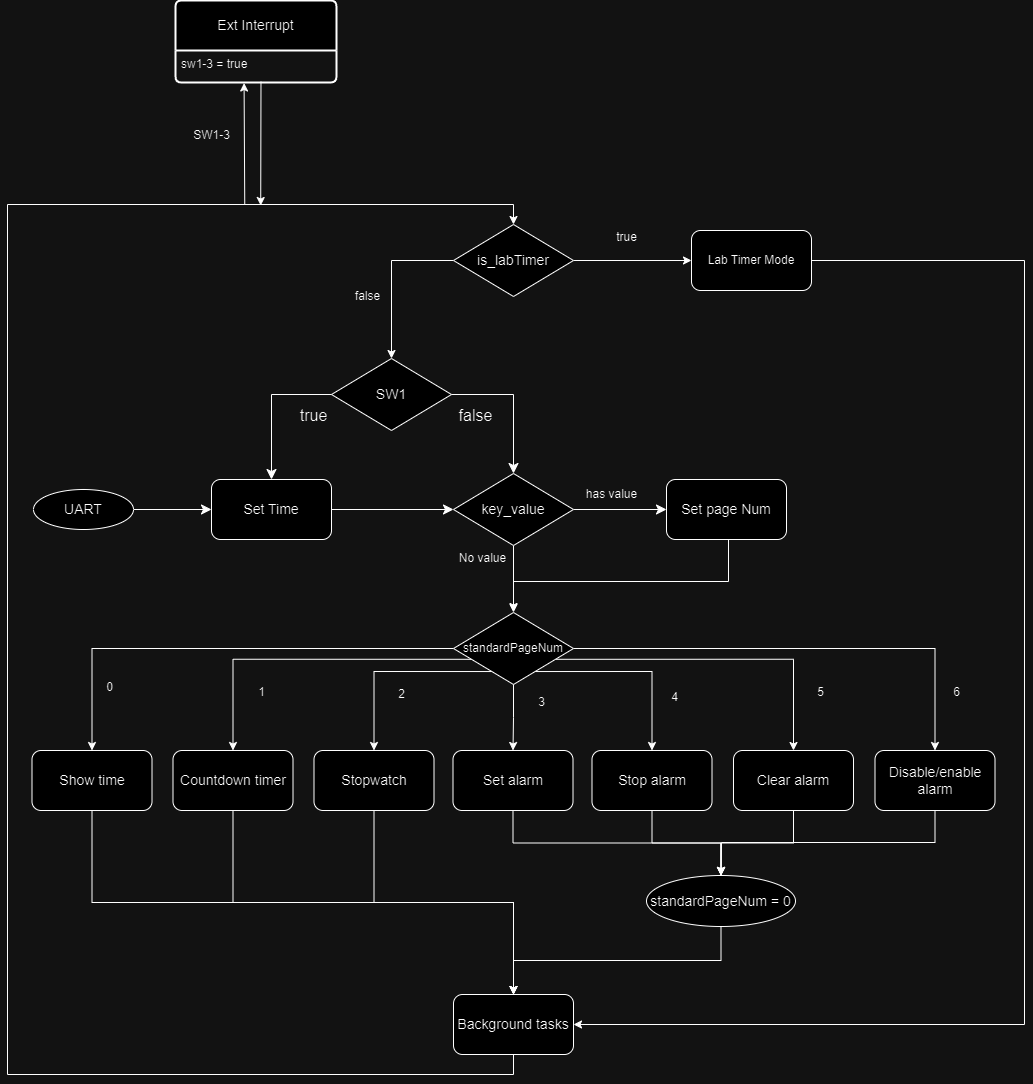 Ext Interrupt
sw1-3 = true
SW1-3
is_labTimer
true
Lab Timer Mode
false
SW1
true
false
UART
Set Time
key_value
has value
Set page Num
No value
standardPageNum
0
1
2
3
4
5
6
Show time
Countdown timer
Stopwatch
Set alarm
Stop alarm
Clear alarm
Disable/enable
alarm
standardPageNum = 0
Background tasks